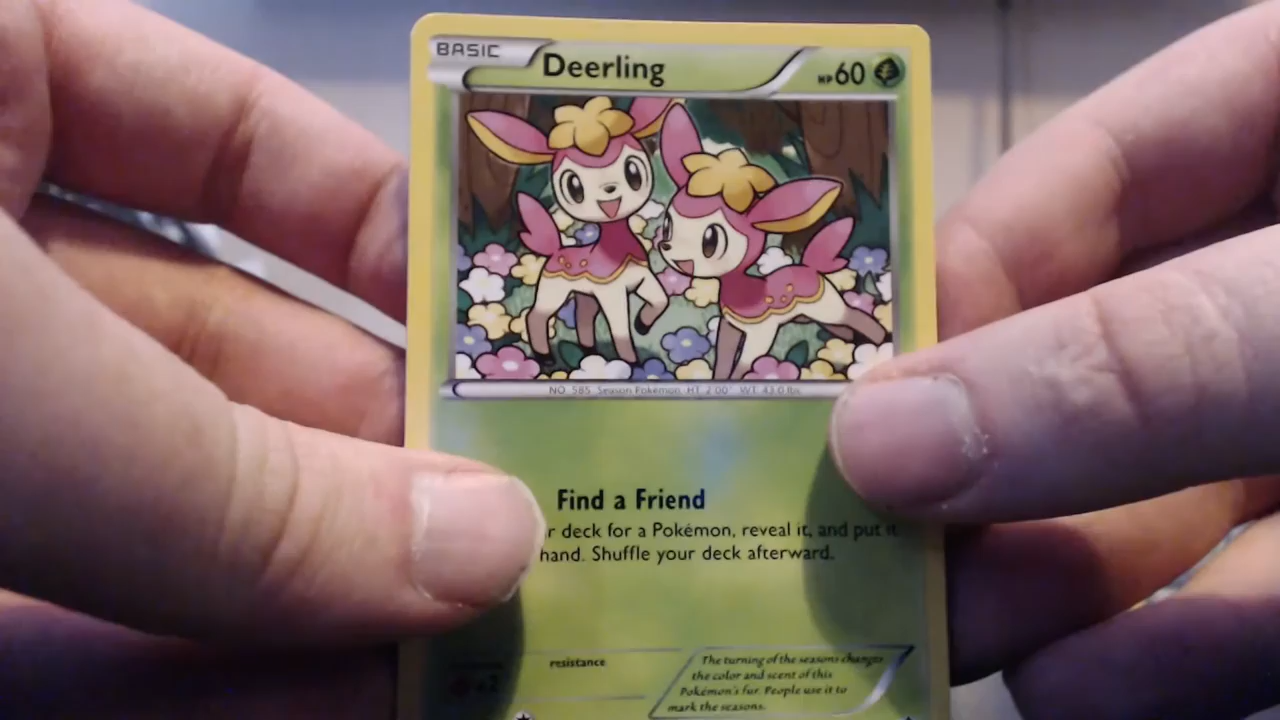 BASIC Deerling HP60
NO. 585 Season Pokémon HT. 2'00" WT. 43.0 lbs.
Find a Friend
r deck for a Pokémon, reveal it, and put it
hand. Shuffle your deck afterward.
resistance
The turning of the seasons changes
the color and scent of this
Pokémon's fur. People use it to
mark the seasons.